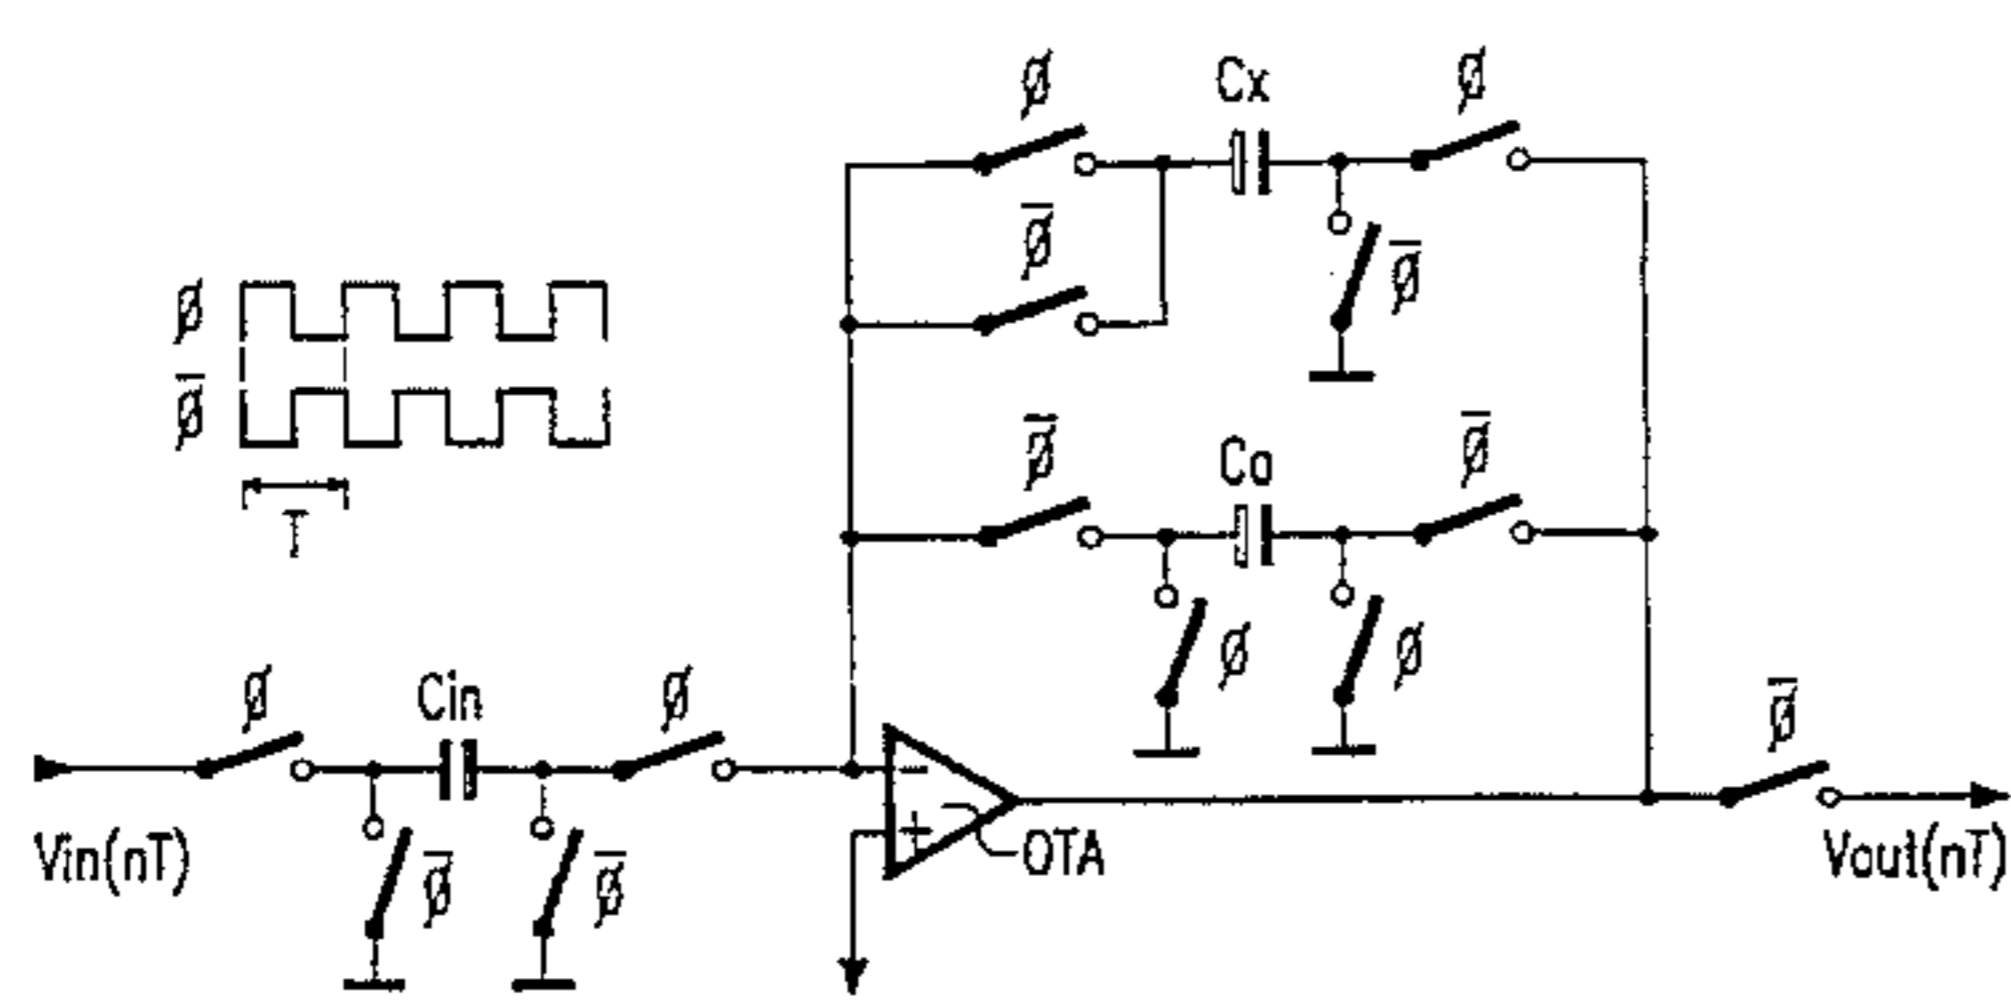 Ø
Cx
Ø
Ø̅
Ø̅
Ø
Ø̅
T
Ø̅
Co
Ø̅
Ø
Ø
Ø
Cin
Ø
Ø̅
Vin(nT)
Ø̅
Ø̅
−
+
OTA
Vout(nT)